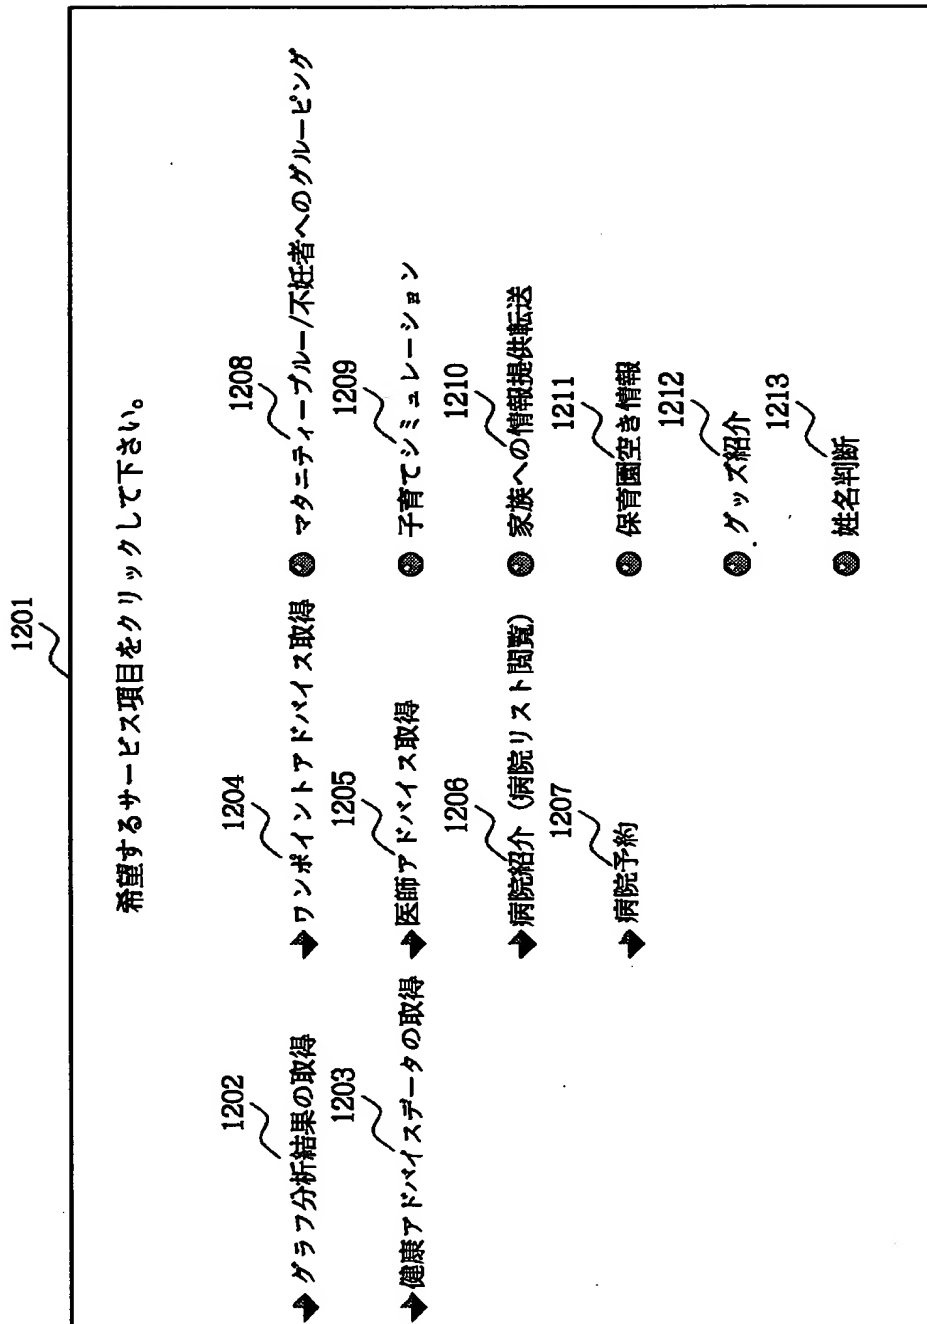 1201
希望するサービス項目をクリックして下さい。
1202
グラフ分析結果の取得
1203
健康アドバイスデータの取得
1204
ワンポイントアドバイス取得
1205
医師アドバイス取得
1206
病院紹介（病院リスト閲覧）
1207
病院予約
1208
マタニティーブルー/不妊者へのグルーピング
1209
子育てシミュレーション
1210
家族への情報提供転送
1211
保育園空き情報
1212
グッズ紹介
1213
姓名判断